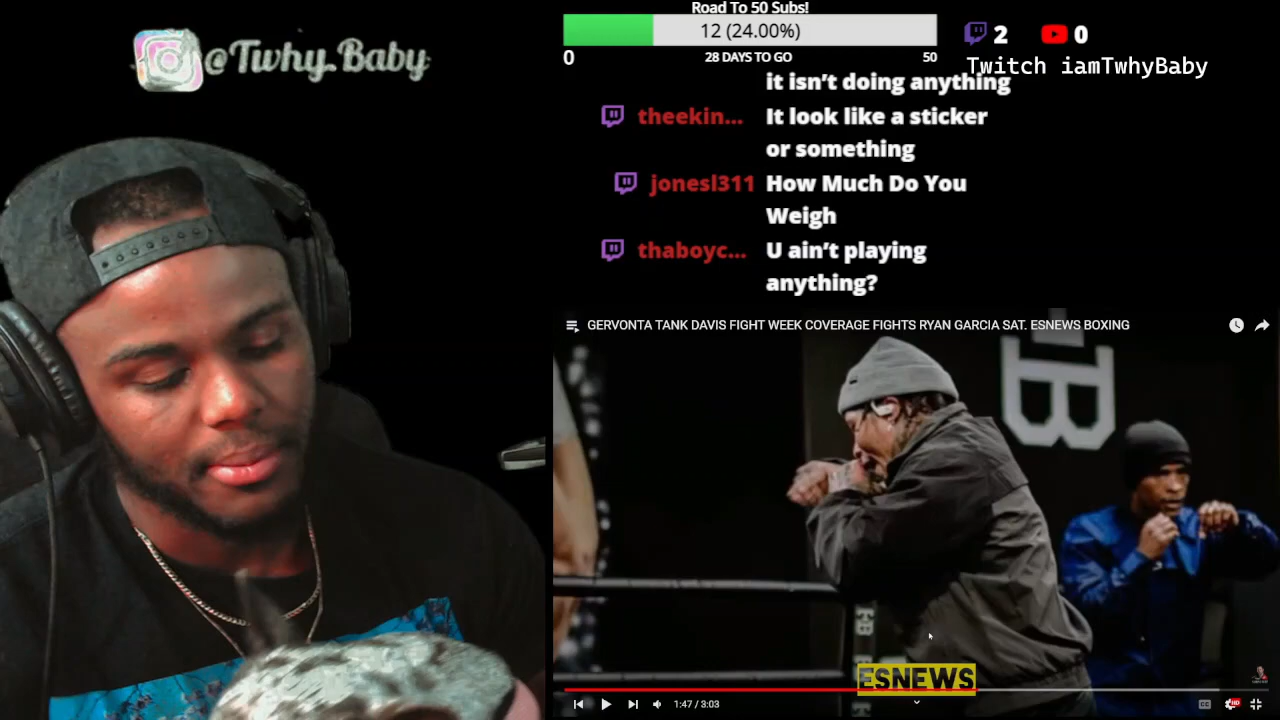 @Twhy.Baby
Road To 50 Subs!
12 (24.00%)
0
28 DAYS TO GO
50
2
0
Twitch iamTwhyBaby
it isn't doing anything
theekin...
It look like a sticker
or something
jonesl311
How Much Do You
Weigh
thaboyc...
U ain't playing
anything?
GERVONTA TANK DAVIS FIGHT WEEK COVERAGE FIGHTS RYAN GARCIA SAT. ESNEWS BOXING
B
ESNEWS
1:47 / 3:03
CC
HD